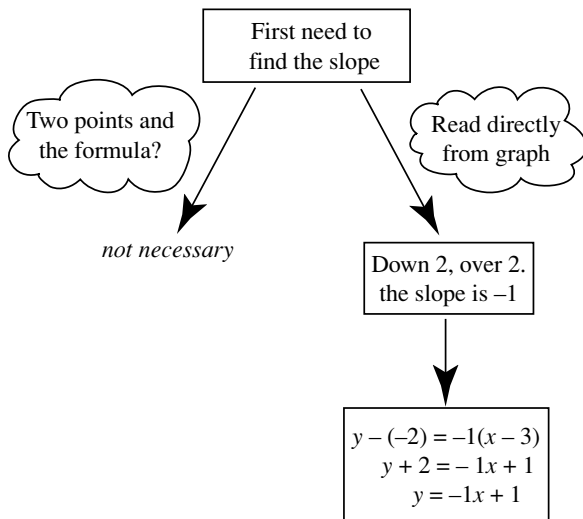 First need to
find the slope
Two points and
the formula?
Read directly
from graph
not necessary
Down 2, over 2.
the slope is –1
y – (–2) = –1(x – 3)
y + 2 = – 1x + 1
y = –1x + 1